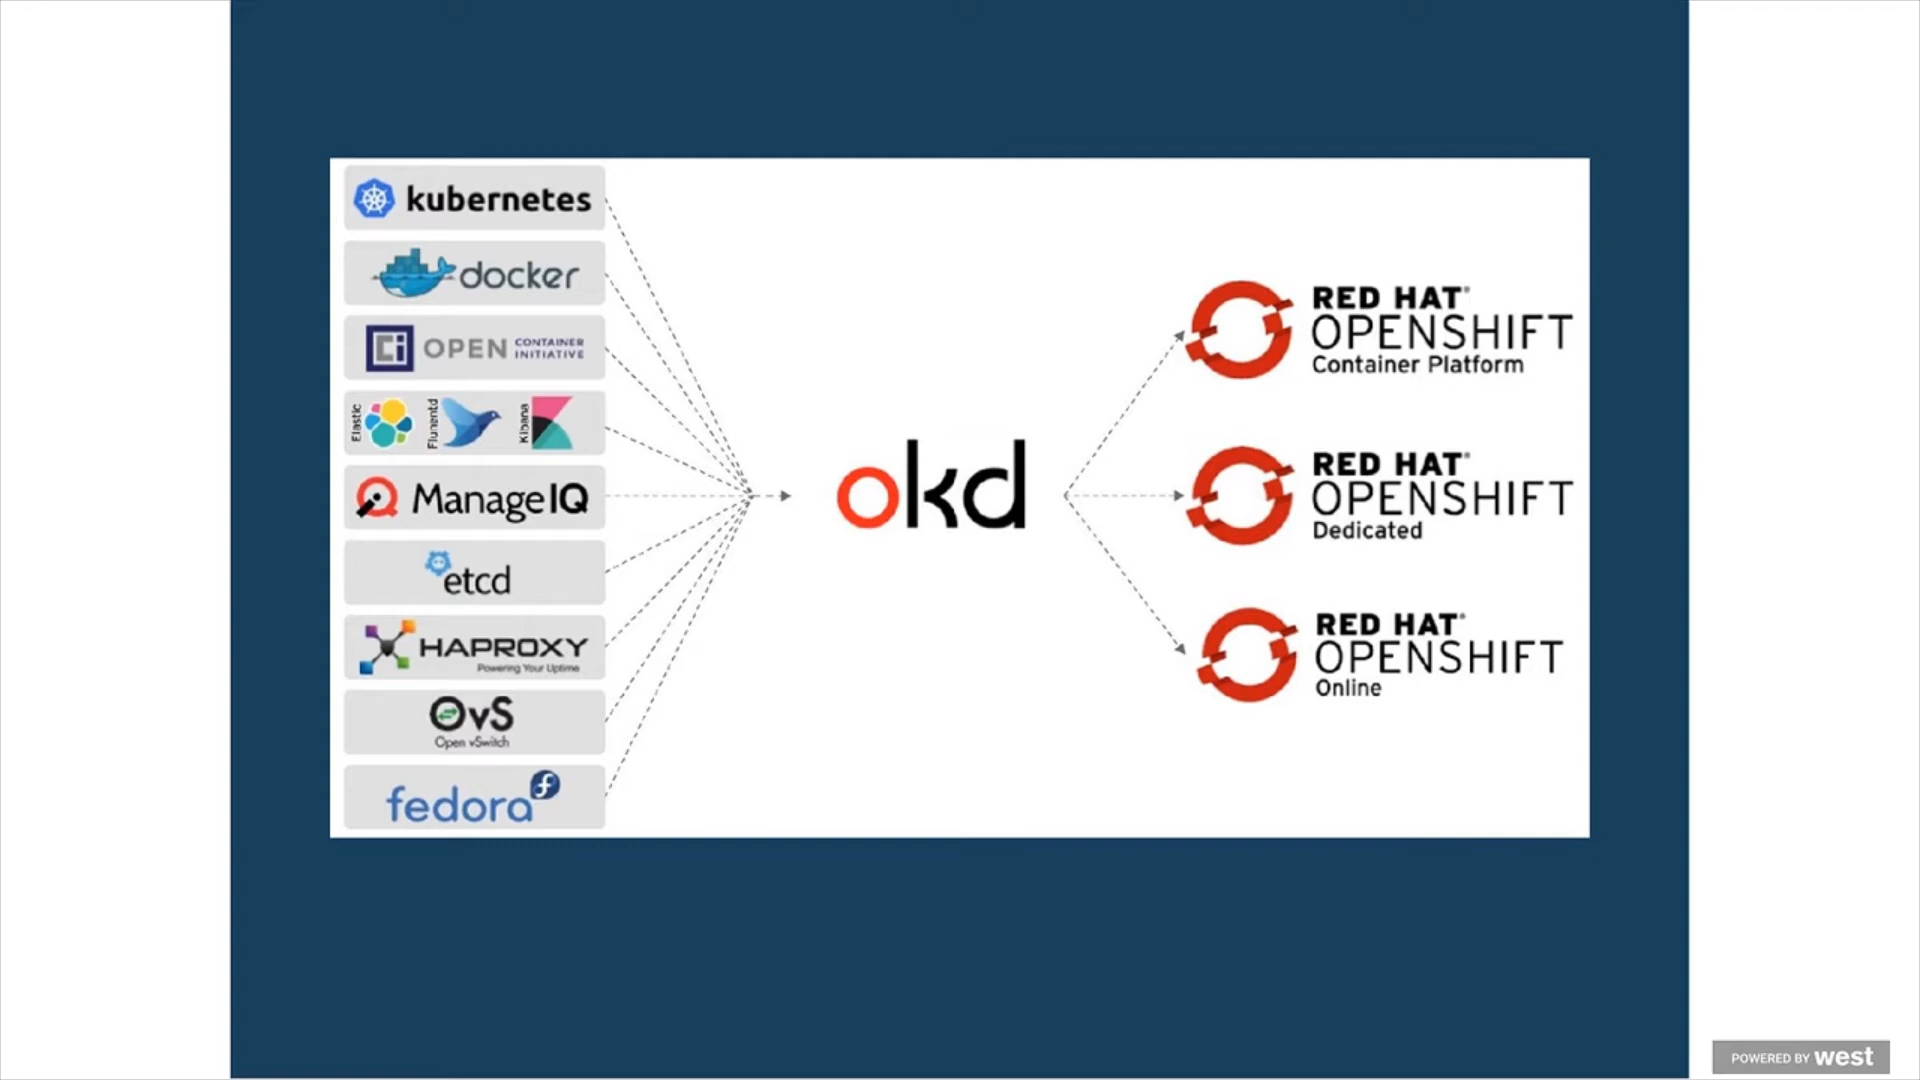 kubernetes
docker
OPEN CONTAINER INITIATIVE
Elastic
Flunentd
Kibana
ManageIQ
etcd
HAPROXY
Powering Your Uptime
OvS
Open vSwitch
fedora
okd
RED HAT®
OPENSHIFT
Container Platform
RED HAT®
OPENSHIFT
Dedicated
RED HAT®
OPENSHIFT
Online
POWERED BY west